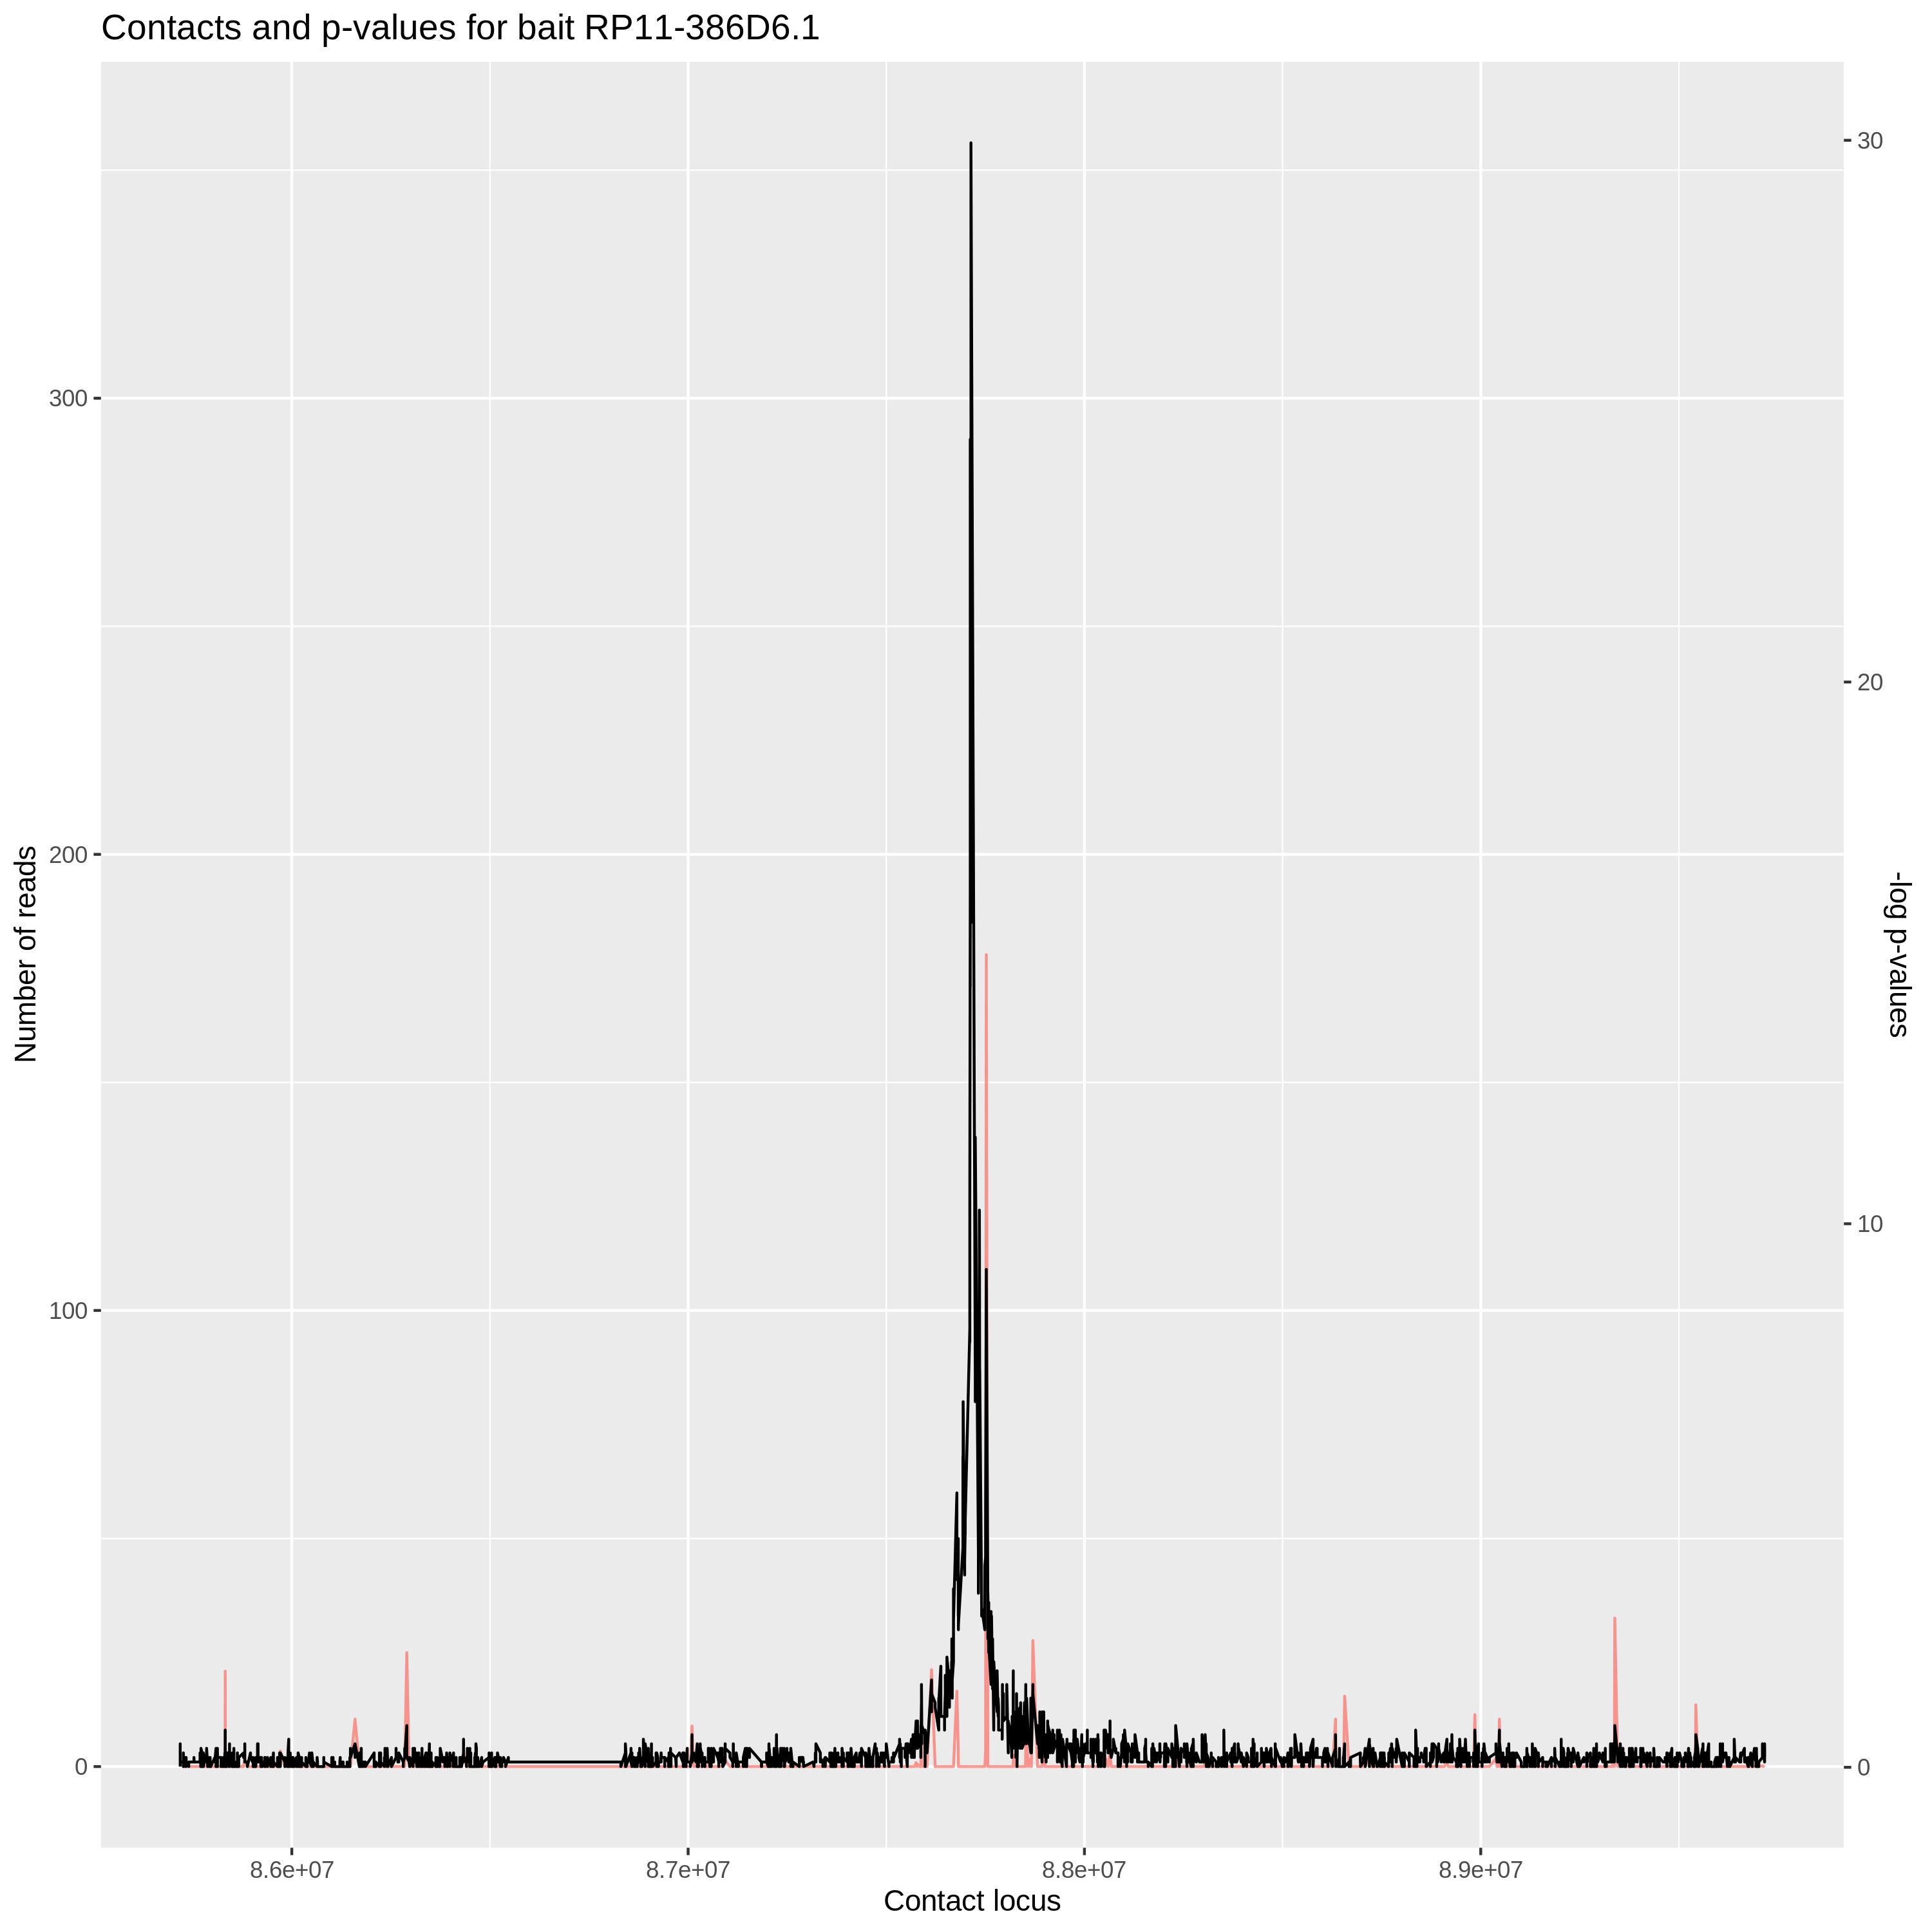 Contacts and p-values for bait RP11-386D6.1
Number of reads
300
200
100
0
30
20
10
0
-log p-values
8.6e+07
8.7e+07
8.8e+07
8.9e+07
Contact locus